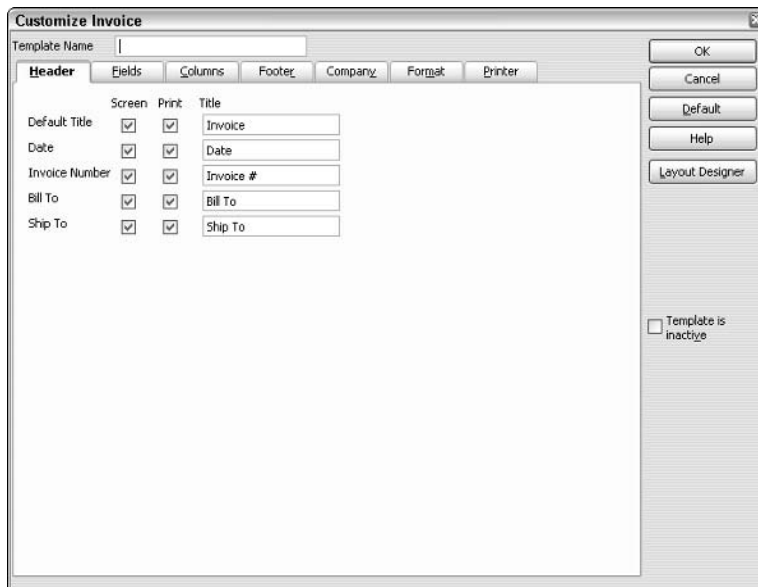 Customize Invoice
Template Name
Header Fields Columns Footer Company Format Printer
Screen Print Title
Default Title Invoice
Date Date
Invoice Number Invoice #
Bill To Bill To
Ship To Ship To
OK
Cancel
Default
Help
Layout Designer
Template is
inactive